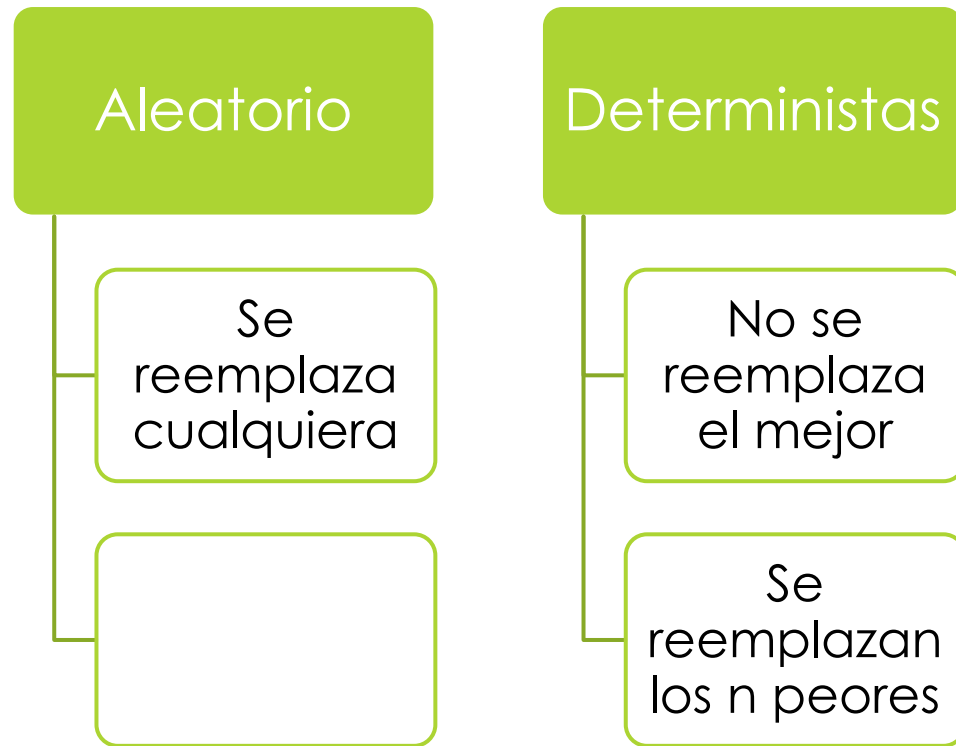 Aleatorio
Se
reemplaza
cualquiera
Deterministas
No se
reemplaza
el mejor
Se
reemplazan
los n peores